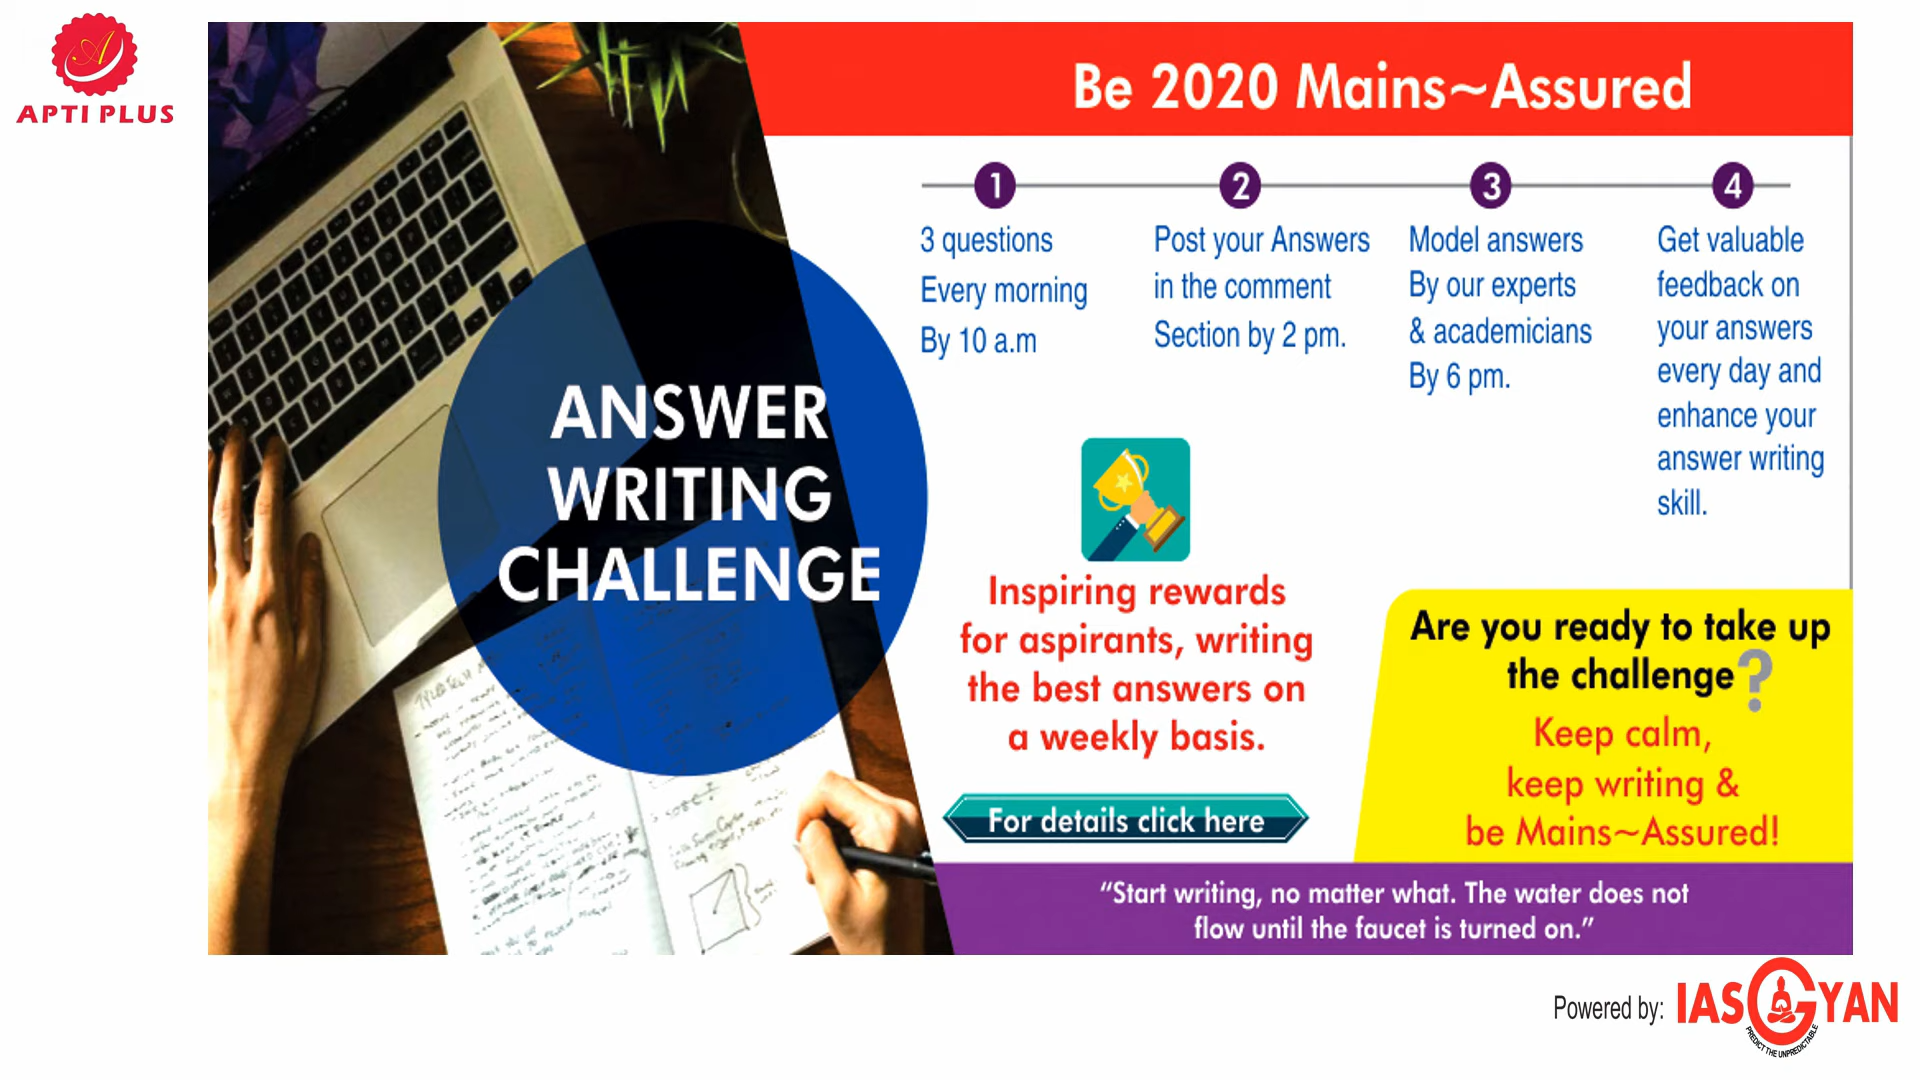 APTI PLUS
Be 2020 Mains~Assured
1
3 questions
Every morning
By 10 a.m
2
Post your Answers
in the comment
Section by 2 pm.
3
Model answers
By our experts
& academicians
By 6 pm.
4
Get valuable
feedback on
your answers
every day and
enhance your
answer writing
skill.
ANSWER
WRITING
CHALLENGE
Inspiring rewards
for aspirants, writing
the best answers on
a weekly basis.
For details click here
Are you ready to take up
the challenge?
Keep calm,
keep writing &
be Mains~Assured!
“Start writing, no matter what. The water does not
flow until the faucet is turned on.”
Powered by: IAS GYAN
PREDICT THE UNPREDICTABLE